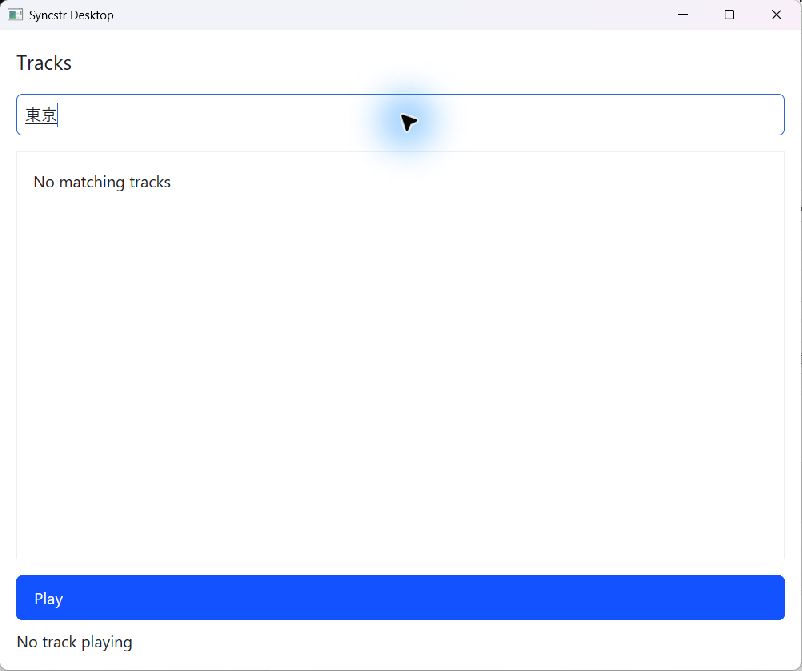 Syncstr Desktop
Tracks
東京
No matching tracks
Play
No track playing